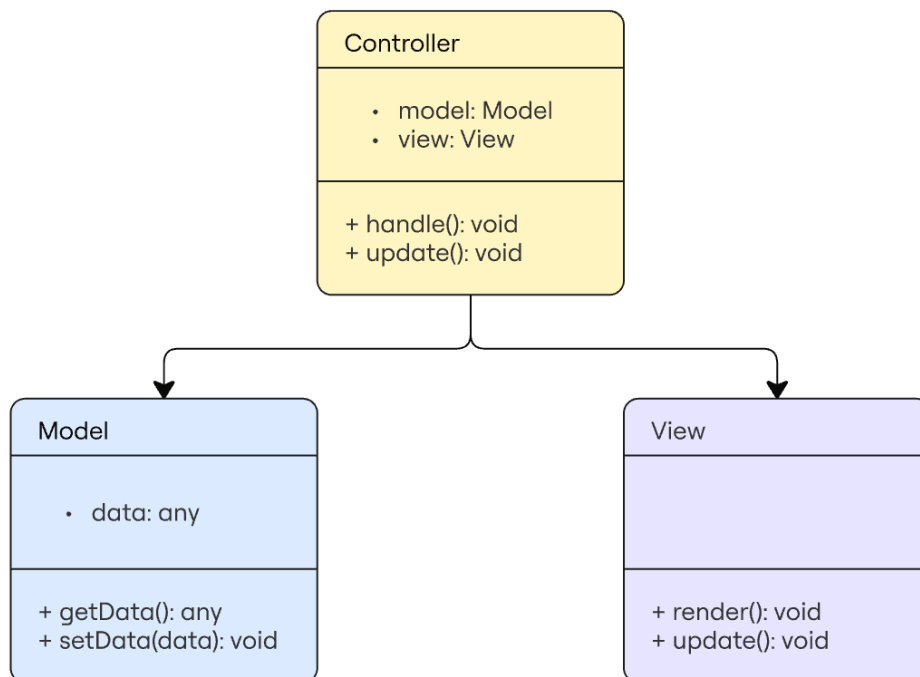 Controller
• model: Model
• view: View
+ handle(): void
+ update(): void
Model
• data: any
+ getData(): any
+ setData(data): void
View
+ render(): void
+ update(): void